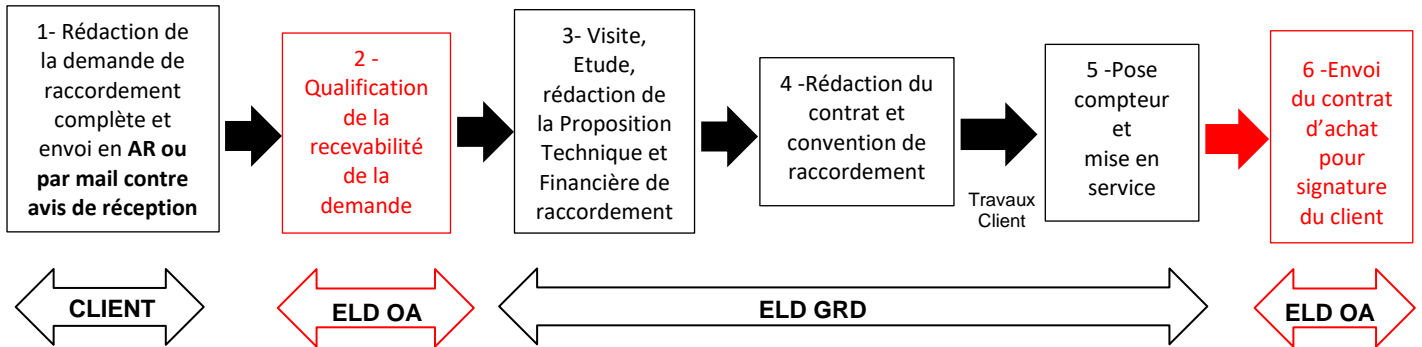 1- Rédaction de
la demande de
raccordement
complète et
envoi en AR ou
par mail contre
avis de réception
2 -
Qualification
de la
recevabilité
de la
demande
3- Visite,
Etude,
rédaction de
la Proposition
Technique et
Financière de
raccordement
4 -Rédaction du
contrat et
convention de
raccordement
Travaux
Client
5 -Pose
compteur
et
mise en
service
6 -Envoi
du contrat
d’achat
pour
signature
du client
CLIENT
ELD OA
ELD GRD
ELD OA